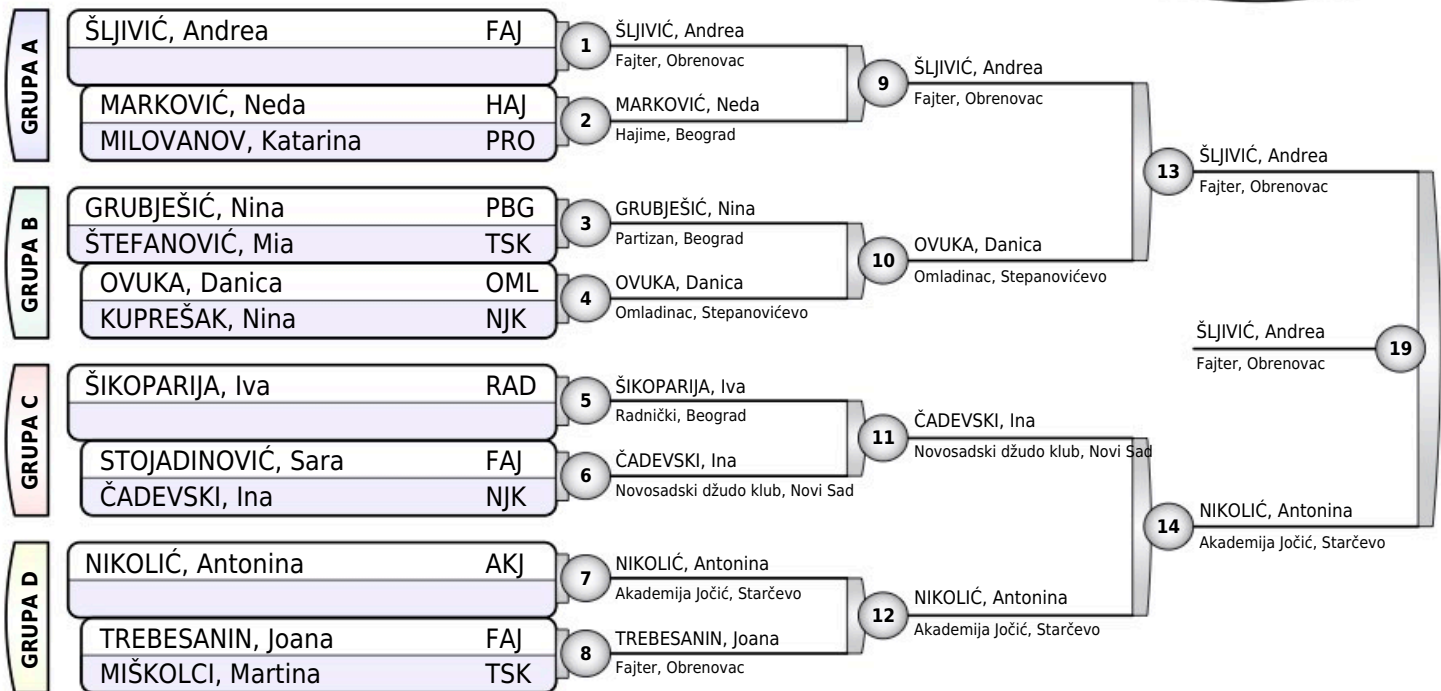 GRUPA A
ŠLJIVIĆ, Andrea FAJ
MARKOVIĆ, Neda HAJ
MILOVANOV, Katarina PRO
GRUPA B
GRUBJEŠIĆ, Nina PBG
ŠTEFANOVIĆ, Mia TSK
OVUKA, Danica OML
KUPREŠAK, Nina NJK
GRUPA C
ŠIKOPARIJA, Iva RAD
STOJADINOVIĆ, Sara FAJ
ČADEVSKI, Ina NJK
GRUPA D
NIKOLIĆ, Antonina AKJ
TREBESANIN, Joana FAJ
MIŠKOLCI, Martina TSK
1
ŠLJIVIĆ, Andrea
Fajter, Obrenovac
2
MARKOVIĆ, Neda
Hajime, Beograd
3
GRUBJEŠIĆ, Nina
Partizan, Beograd
4
OVUKA, Danica
Omladinac, Stepanovićevo
5
ŠIKOPARIJA, Iva
Radnički, Beograd
6
ČADEVSKI, Ina
Novosadski džudo klub, Novi Sad
7
NIKOLIĆ, Antonina
Akademija Jočić, Starčevo
8
TREBESANIN, Joana
Fajter, Obrenovac
9
ŠLJIVIĆ, Andrea
Fajter, Obrenovac
10
OVUKA, Danica
Omladinac, Stepanovićevo
11
ČADEVSKI, Ina
Novosadski džudo klub, Novi Sad
12
NIKOLIĆ, Antonina
Akademija Jočić, Starčevo
13
ŠLJIVIĆ, Andrea
Fajter, Obrenovac
14
NIKOLIĆ, Antonina
Akademija Jočić, Starčevo
ŠLJIVIĆ, Andrea
Fajter, Obrenovac
19